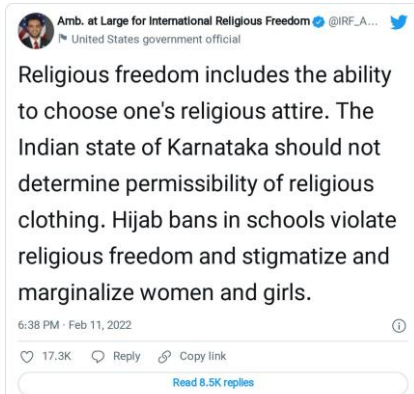 Amb. at Large for International Religious Freedom @IRF_A...
United States government official
Religious freedom includes the ability
to choose one's religious attire. The
Indian state of Karnataka should not
determine permissibility of religious
clothing. Hijab bans in schools violate
religious freedom and stigmatize and
marginalize women and girls.
6:38 PM · Feb 11, 2022
17.3K Reply Copy link
Read 8.5K replies